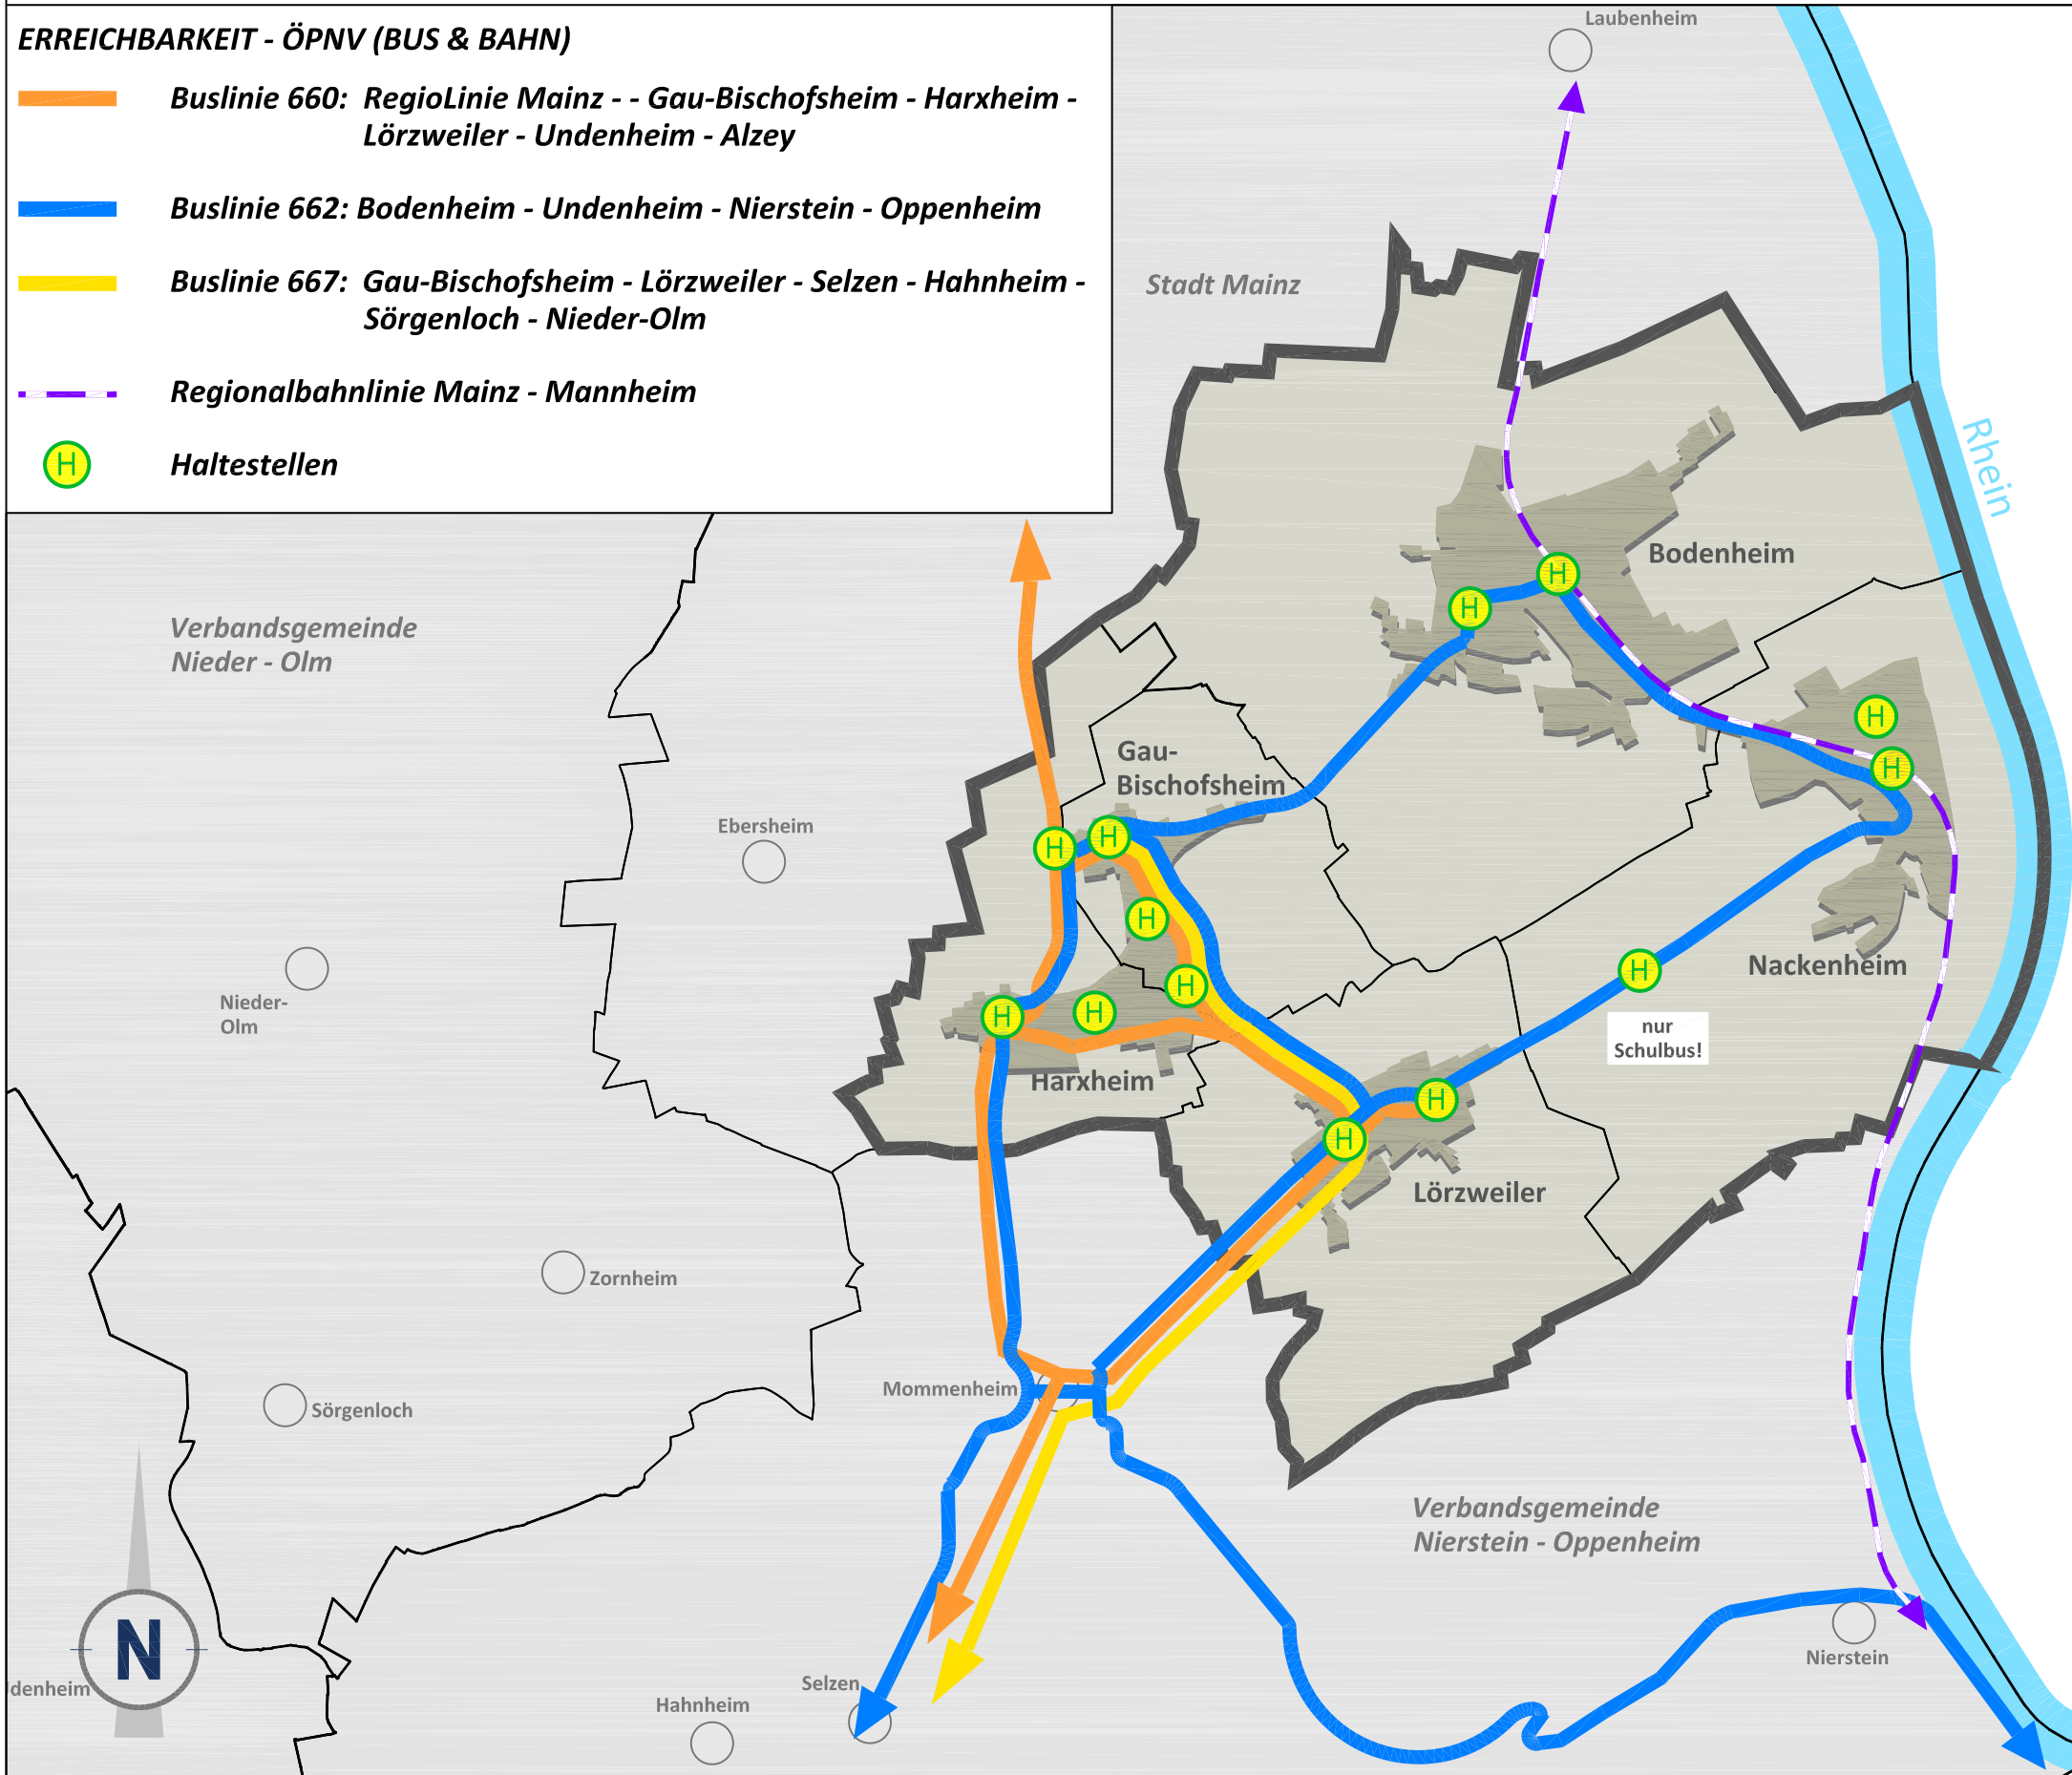 ERREICHBARKEIT - ÖPNV (BUS & BAHN)
Buslinie 660: RegioLinie Mainz - - Gau-Bischofsheim - Harxheim -
Lörzweiler - Undenheim - Alzey
Buslinie 662: Bodenheim - Undenheim - Nierstein - Oppenheim
Buslinie 667: Gau-Bischofsheim - Lörzweiler - Selzen - Hahnheim -
Sörgenloch - Nieder-Olm
Regionalbahnlinie Mainz - Mannheim
H
Haltestellen
Laubenheim
Stadt Mainz
Rhein
Bodenheim
H
H
Verbandsgemeinde
Nieder - Olm
H
Gau-
Bischofsheim
H
Ebersheim
H
H
H
Nackenheim
H
H
Nieder-
Olm
H
H
nur
Schulbus!
Harxheim
H
H
Lörzweiler
Zornheim
Mommenheim
Sörgenloch
Verbandsgemeinde
Nierstein - Oppenheim
N
Nierstein
denheim
Selzen
Hahnheim